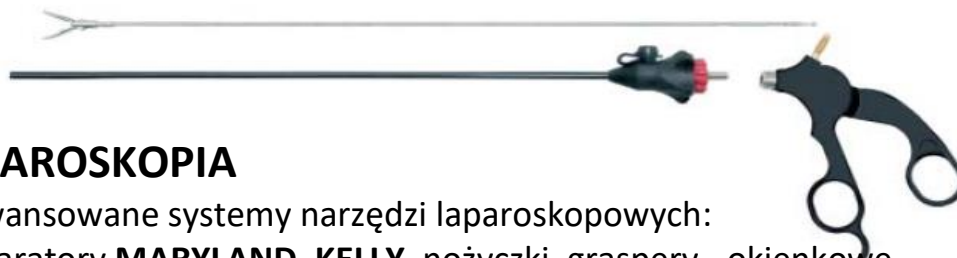 AROSKOPIA
wansowane systemy narzędzi laparoskopowych:
aratory MARYLAND, KELLY, nożyczki, graspery, okienkowe